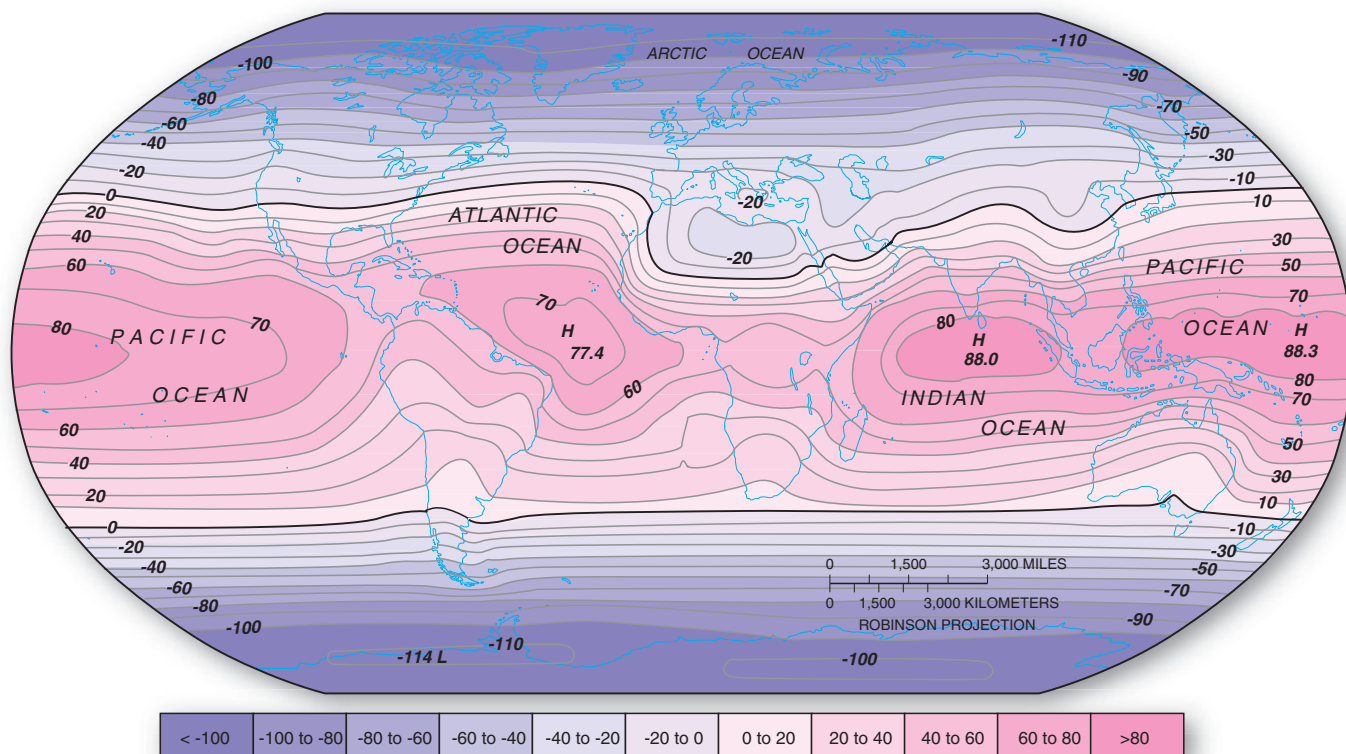 ARCTIC OCEAN
-110
-100
-90
-80
-70
-60
-50
-40
-30
-20
-10
0
-20
10
20
ATLANTIC
40
OCEAN
30
-20
60
50
PACIFIC
70
70
80
PACIFIC
70
H
77.4
80
H
88.0
OCEAN
H
88.3
80
OCEAN
60
INDIAN
70
60
OCEAN
50
40
30
20
10
0
-10
-20
-30
-40
-50
-60
-70
-80
-90
-100
0 1,500 3,000 MILES
0 1,500 3,000 KILOMETERS
ROBINSON PROJECTION
-114 L
-110
-100
< -100 -100 to -80 -80 to -60 -60 to -40 -40 to -20 -20 to 0 0 to 20 20 to 40 40 to 60 60 to 80 >80